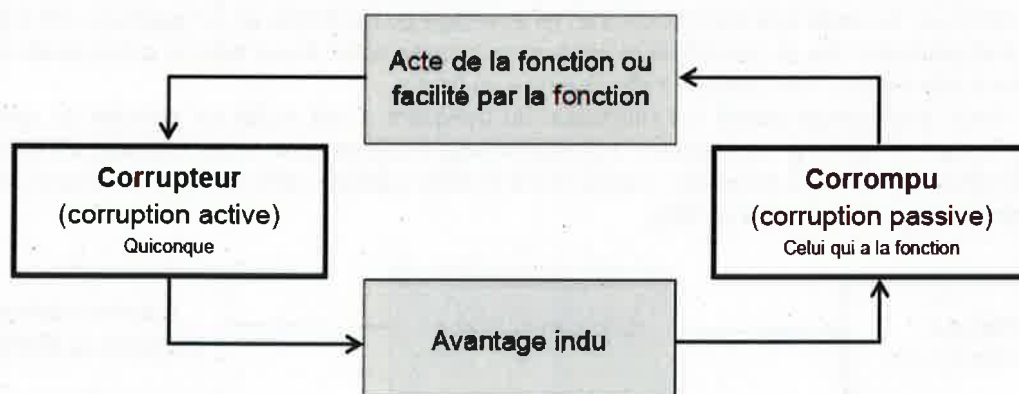 Acte de la fonction ou
facilité par la fonction
Corrupteur
(corruption active)
Quiconque
Corrompu
(corruption passive)
Celui qui a la fonction
Avantage indu